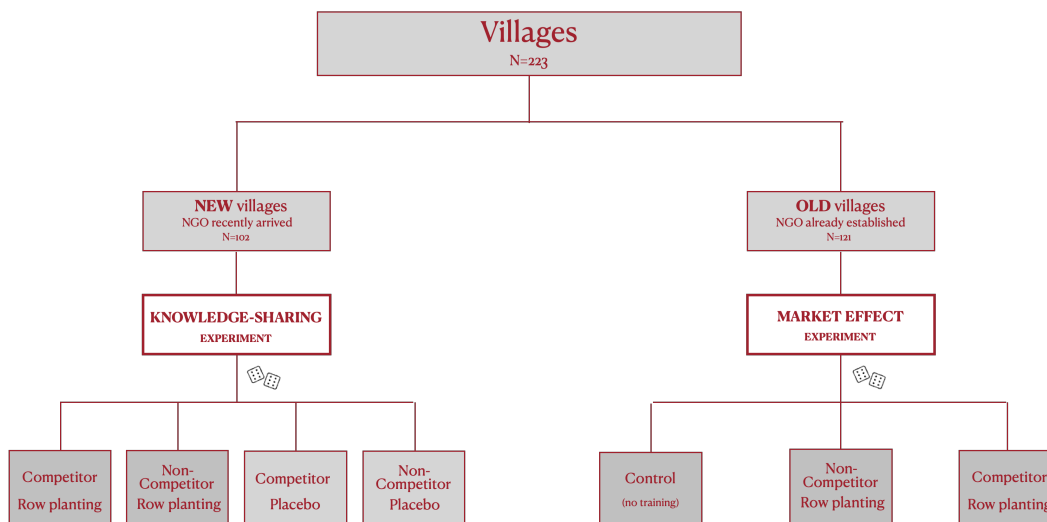 Villages
N=223
NEW villages
NGO recently arrived
N=102
OLD villages
NGO already established
N=121
KNOWLEDGE-SHARING
EXPERIMENT
MARKET EFFECT
EXPERIMENT
Competitor
Row planting
Non-
Competitor
Row planting
Competitor
Placebo
Non-
Competitor
Placebo
Control
(no training)
Non-
Competitor
Row planting
Competitor
Row planting